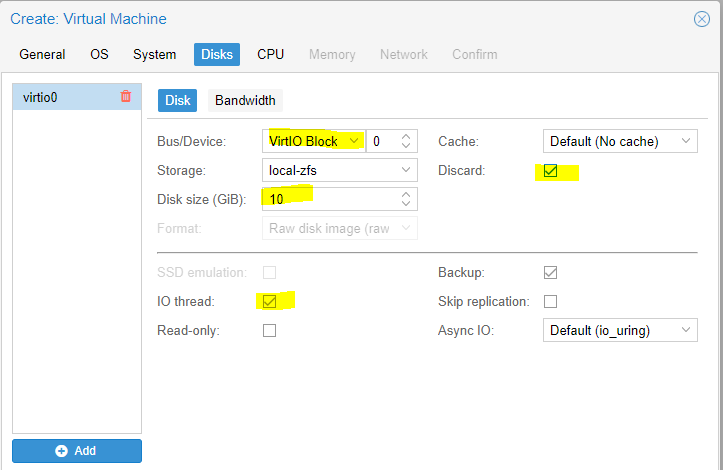 Create: Virtual Machine
General OS System Disks CPU Memory Network Confirm
virtio0
Disk Bandwidth
Bus/Device: VirtIO Block 0 Cache: Default (No cache)
Storage: local-zfs Discard:
Disk size (GiB): 10
Format: Raw disk image (raw
SSD emulation: Backup:
IO thread: Skip replication:
Read-only: Async IO: Default (io_uring)
Add